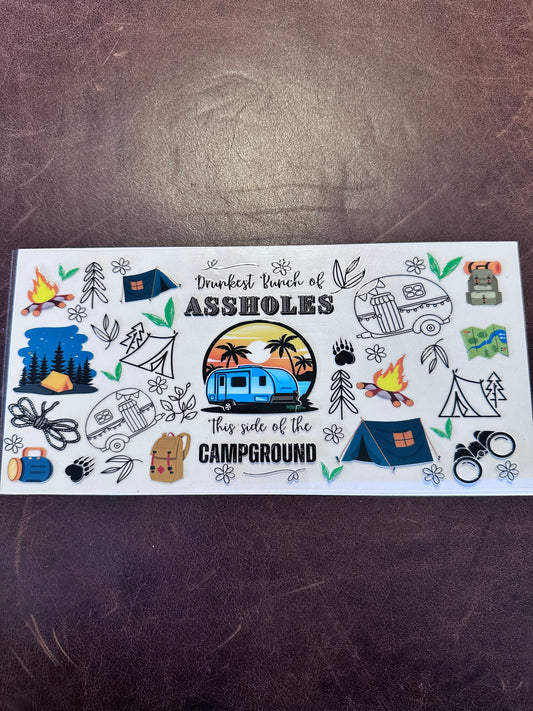 Drunkest Bunch of
ASSHOLES
This side of the
CAMPGROUND